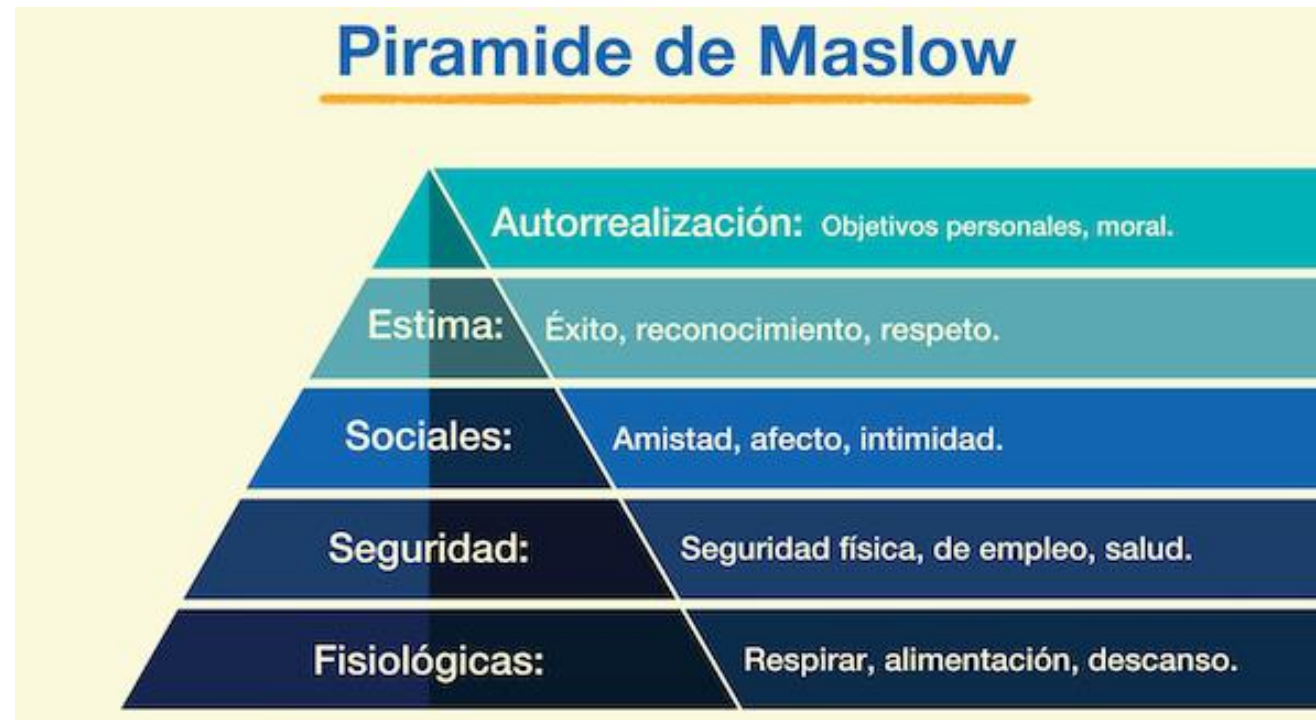 Piramide de Maslow
Autorrealización: Objetivos personales, moral.
Estima: Éxito, reconocimiento, respeto.
Sociales: Amistad, afecto, intimidad.
Seguridad: Seguridad física, de empleo, salud.
Fisiológicas: Respirar, alimentación, descanso.